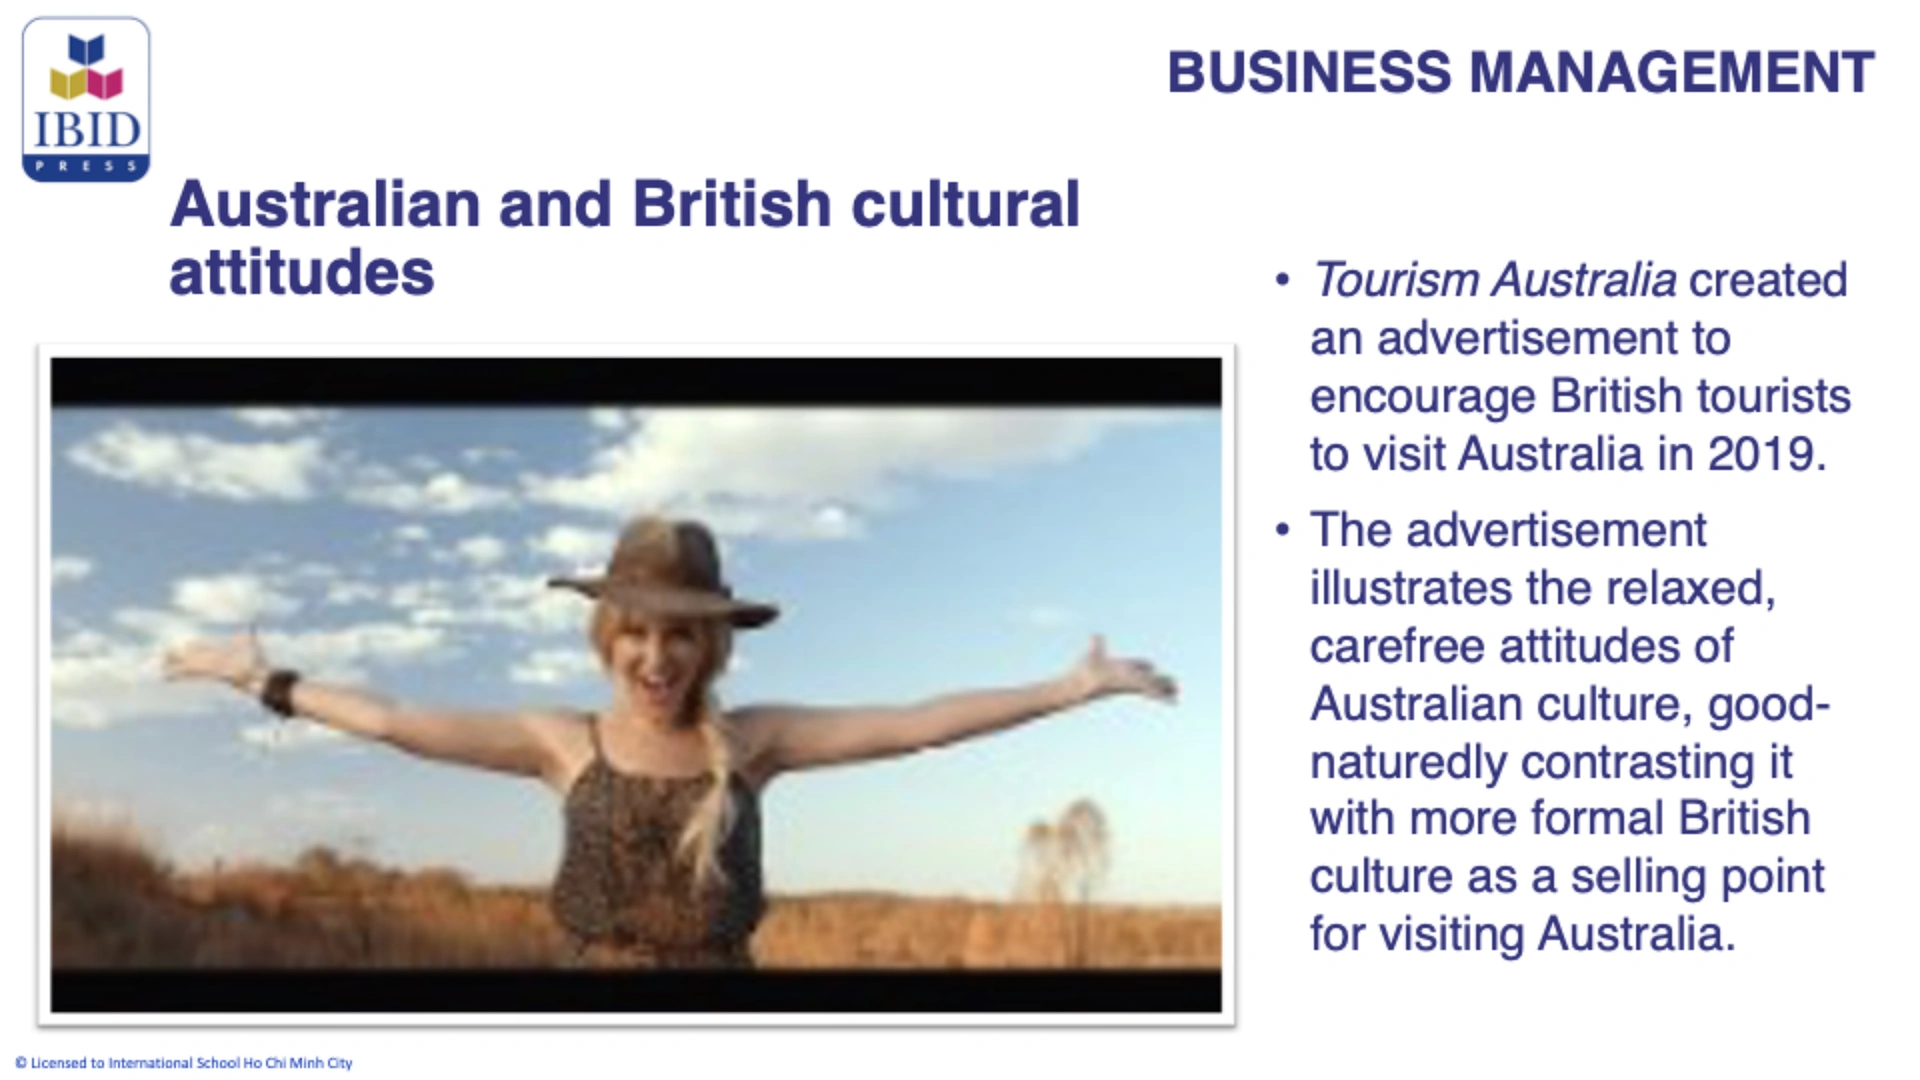 IBID
PRESS
BUSINESS MANAGEMENT
Australian and British cultural
attitudes
• Tourism Australia created
an advertisement to
encourage British tourists
to visit Australia in 2019.
• The advertisement
illustrates the relaxed,
carefree attitudes of
Australian culture, good-
naturedly contrasting it
with more formal British
culture as a selling point
for visiting Australia.
© Licensed to International School Ho Chi Minh City